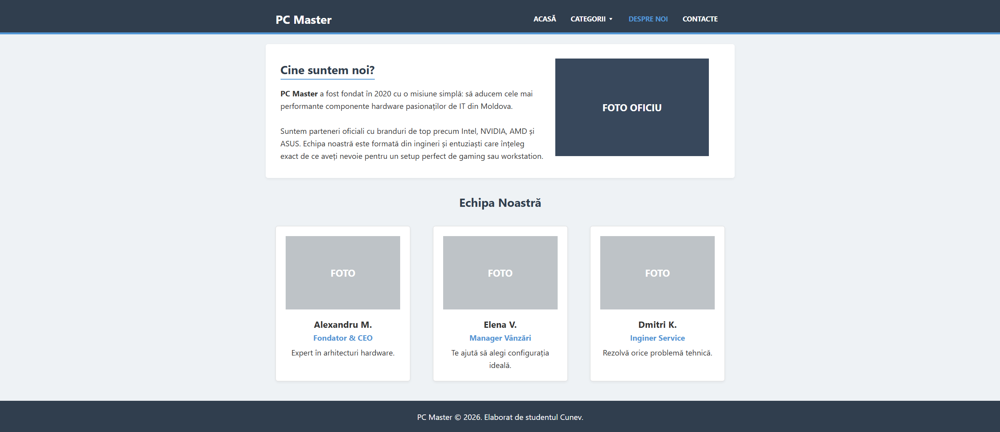 PC Master
ACASĂ
CATEGORII
DESPRE NOI
CONTACTE
Cine suntem noi?
PC Master a fost fondat în 2020 cu o misiune simplă: să aducem cele mai
performante componente hardware pasionaților de IT din Moldova.
Suntem parteneri oficiali cu branduri de top precum Intel, NVIDIA, AMD și
ASUS. Echipa noastră este formată din ingineri și entuziaști care înțeleg
exact de ce aveți nevoie pentru un setup perfect de gaming sau workstation.
FOTO OFICIU
Echipa Noastră
FOTO
Alexandru M.
Fondator & CEO
Expert în arhitecturi hardware.
FOTO
Elena V.
Manager Vânzări
Te ajută să alegi configurația
ideală.
FOTO
Dmitri K.
Inginer Service
Rezolvă orice problemă tehnică.
PC Master © 2026. Elaborat de studentul Cunev.